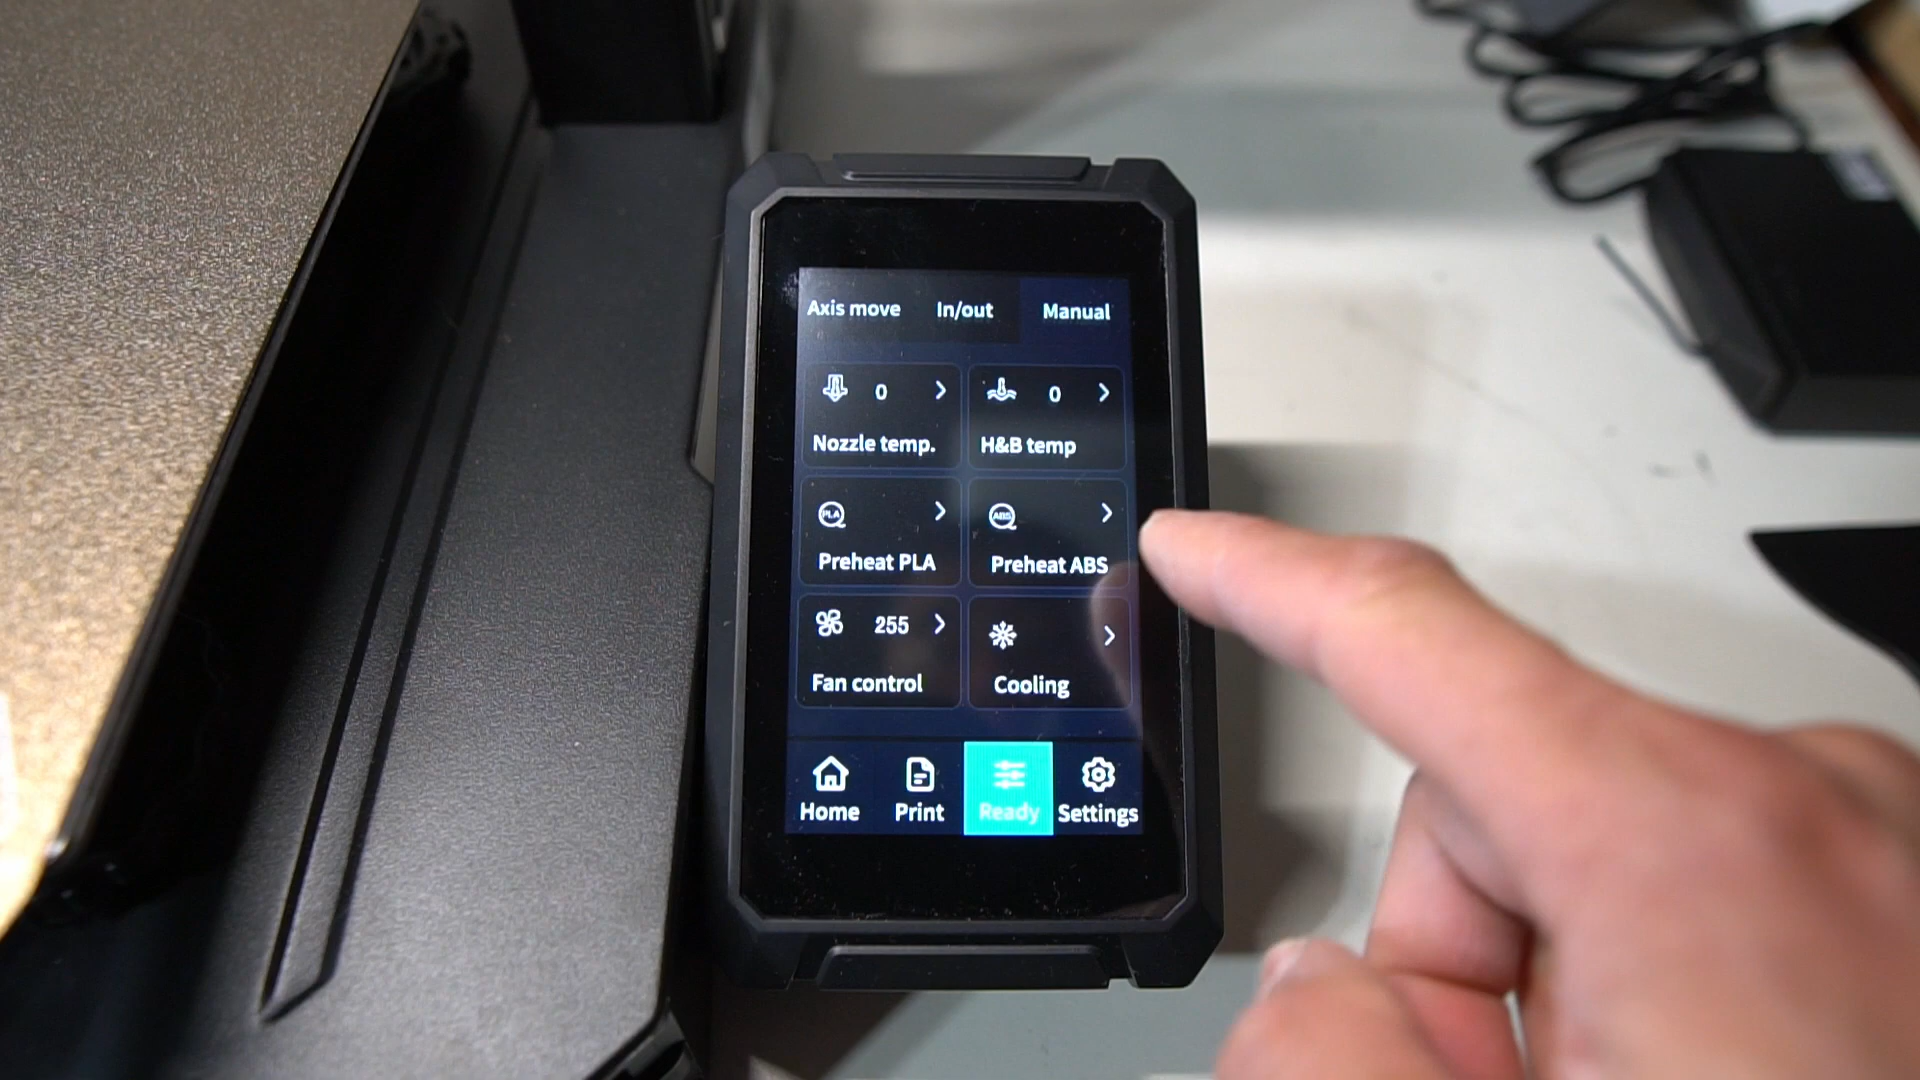 Axis move In/out Manual
0 0
Nozzle temp. H&B temp
PLA ABS
Preheat PLA Preheat ABS
255
Fan control Cooling
Home Print Ready Settings